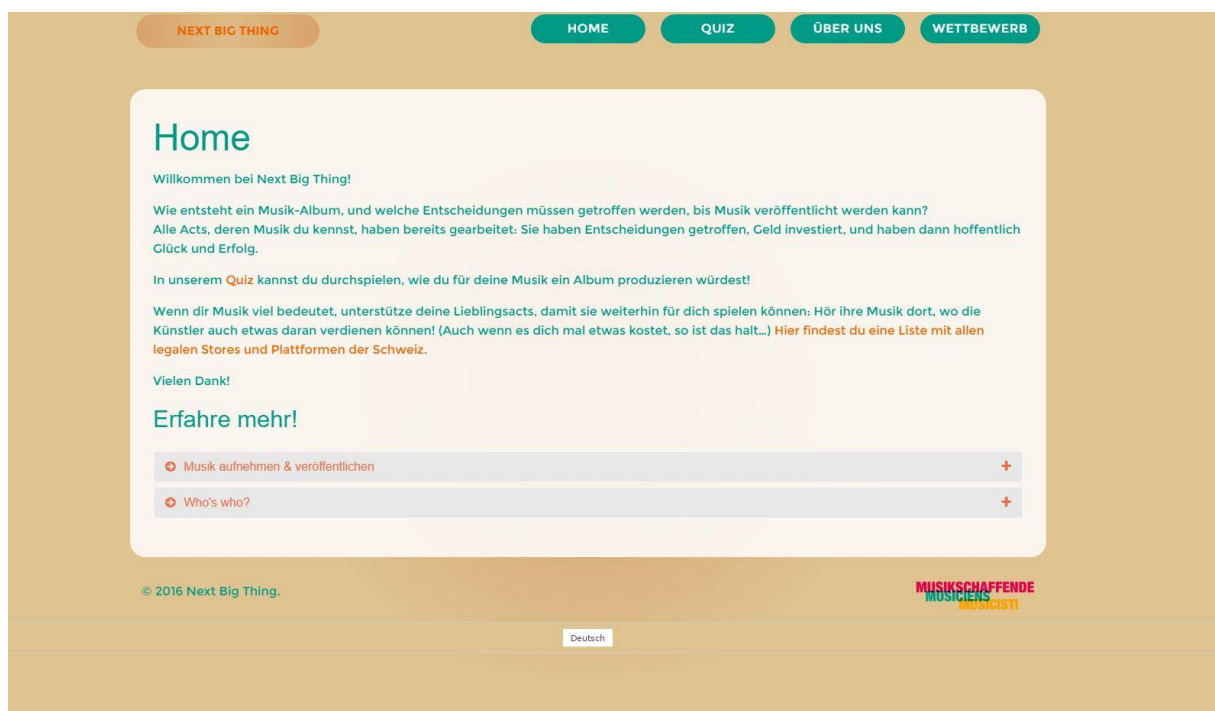 NEXT BIG THING
HOME
QUIZ
ÜBER UNS
WETTBEWERB
Home
Willkommen bei Next Big Thing!
Wie entsteht ein Musik-Album, und welche Entscheidungen müssen getroffen werden, bis Musik veröffentlicht werden kann?
Alle Acts, deren Musik du kennst, haben bereits gearbeitet: Sie haben Entscheidungen getroffen, Geld investiert, und haben dann hoffentlich
Glück und Erfolg.
In unserem Quiz kannst du durchspielen, wie du für deine Musik ein Album produzieren würdest!
Wenn dir Musik viel bedeutet, unterstütze deine Lieblingsacts, damit sie weiterhin für dich spielen können: Hör ihre Musik dort, wo die
Künstler auch etwas daran verdienen können! (Auch wenn es dich mal etwas kostet, so ist das halt...) Hier findest du eine Liste mit allen
legalen Stores und Plattformen der Schweiz.
Vielen Dank!
Erfahre mehr!
Musik aufnehmen & veröffentlichen
Who's who?
© 2016 Next Big Thing.
MUSIKSCHAFFENDE
MUSICIENS
MUSICISTI
Deutsch